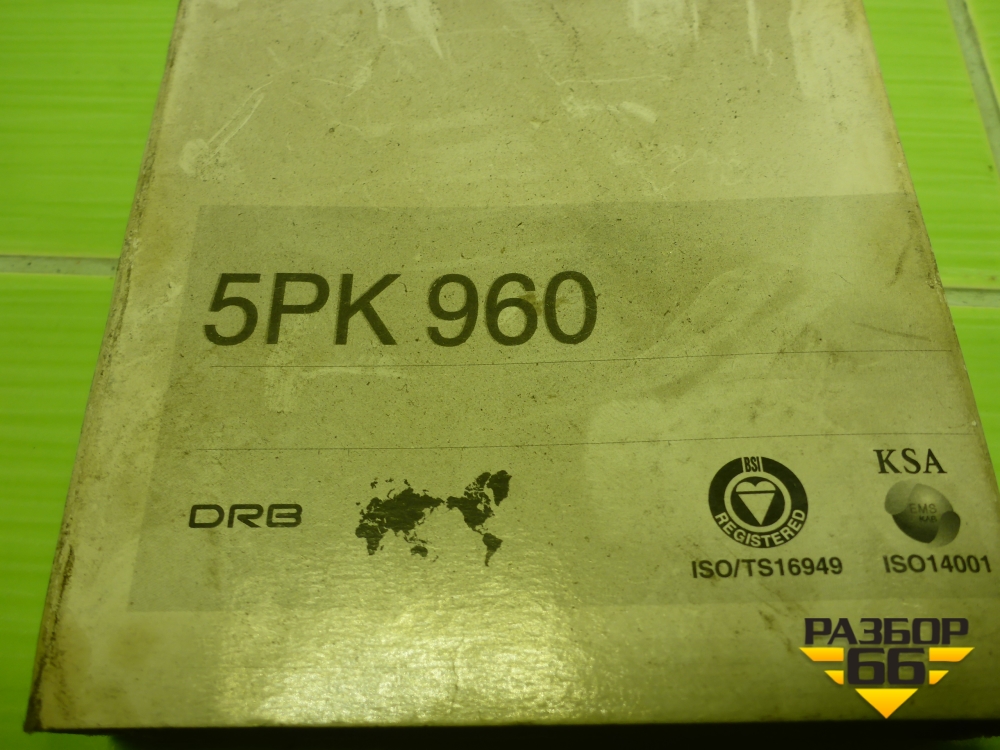 5PK 960
DRB
BSI
REGISTERED
ISO/TS16949
KSA
EMS
ISO14001
РАЗБОР
66